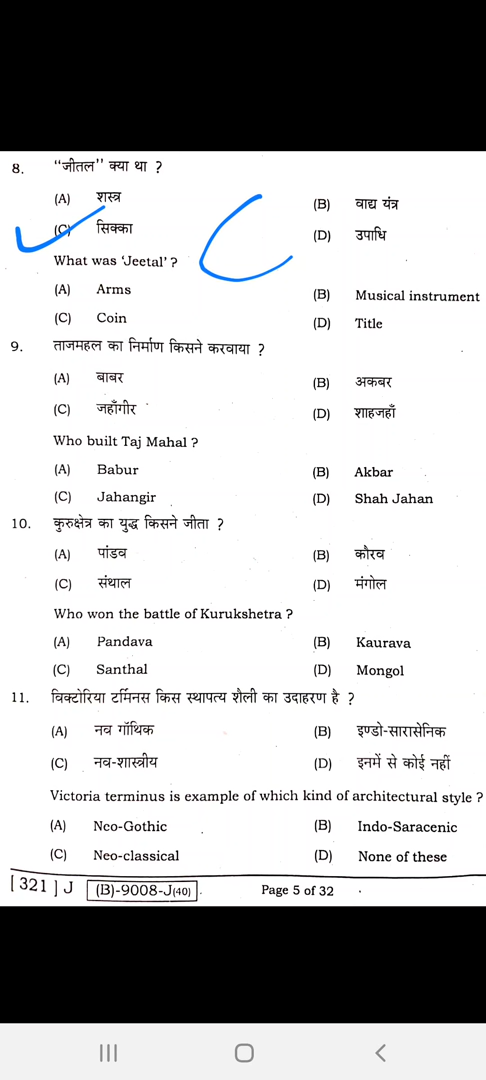 8. "जीतल" क्या था ?
(A) शस्त्र (B) वाद्य यंत्र
(C) सिक्का (D) उपाधि
What was 'Jeetal' ?
(A) Arms (B) Musical instrument
(C) Coin (D) Title
9. ताजमहल का निर्माण किसने करवाया ?
(A) बाबर (B) अकबर
(C) जहाँगीर (D) शाहजहाँ
Who built Taj Mahal ?
(A) Babur (B) Akbar
(C) Jahangir (D) Shah Jahan
10. कुरुक्षेत्र का युद्ध किसने जीता ?
(A) पांडव (B) कौरव
(C) संथाल (D) मंगोल
Who won the battle of Kurukshetra ?
(A) Pandava (B) Kaurava
(C) Santhal (D) Mongol
11. विक्टोरिया टर्मिनस किस स्थापत्य शैली का उदाहरण है ?
(A) नव गॉथिक (B) इण्डो-सारासेनिक
(C) नव-शास्त्रीय (D) इनमें से कोई नहीं
Victoria terminus is example of which kind of architectural style ?
(A) Neo-Gothic (B) Indo-Saracenic
(C) Neo-classical (D) None of these
[ 321 ] J (B)-9008-J(40) Page 5 of 32